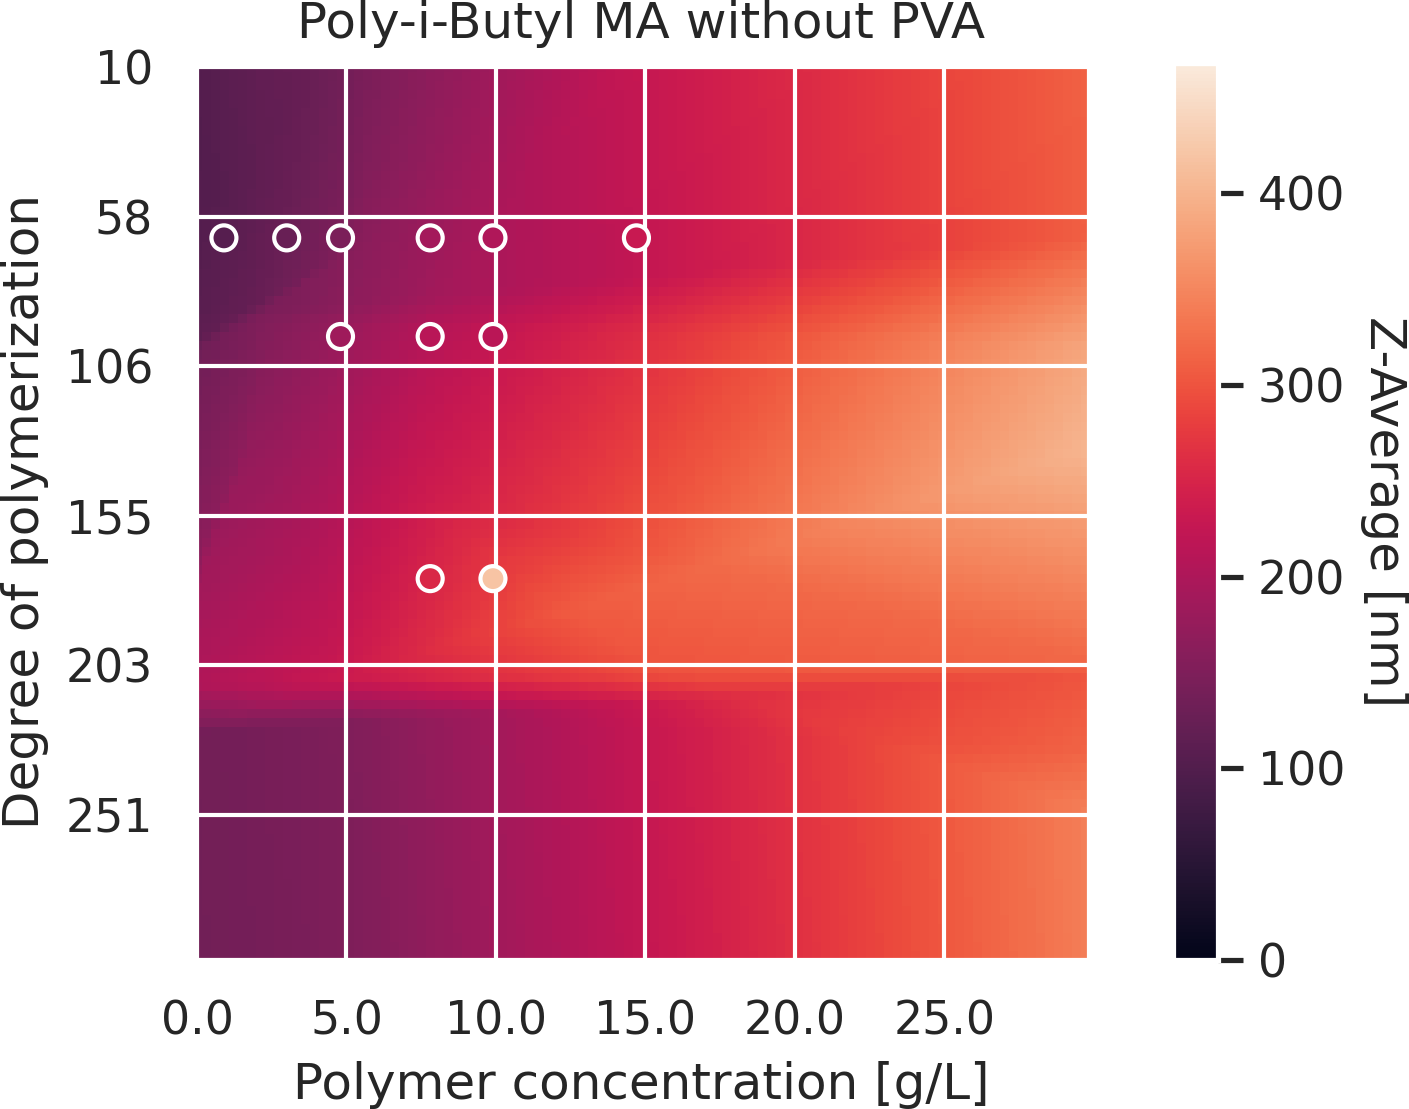 Poly-i-Butyl MA without PVA
10
58
106
155
203
251
Degree of polymerization
0.0 5.0 10.0 15.0 20.0 25.0
Polymer concentration [g/L]
400
300
200
100
0
Z-Average [nm]